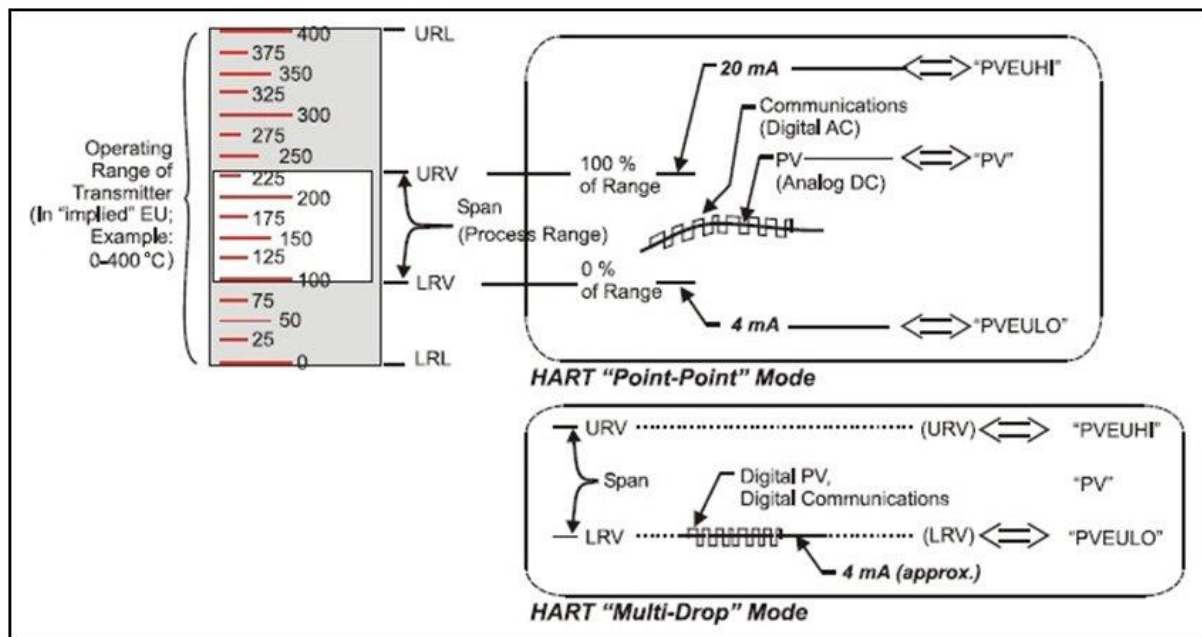 400
375
350
325
300
275
250
225
200
175
150
125
100
75
50
25
0
Operating
Range of
Transmitter
(In “implied” EU;
Example:
0–400 °C)
URL
URV
Span
(Process Range)
LRV
LRL
20 mA
“PVEUHI”
Communications
(Digital AC)
100 %
of Range
PV
(Analog DC)
“PV”
0 %
of Range
4 mA
“PVEULO”
HART “Point-Point” Mode
URV
(URV)
“PVEUHI”
Span
Digital PV,
Digital Communications
“PV”
LRV
(LRV)
“PVEULO”
4 mA (approx.)
HART “Multi-Drop” Mode